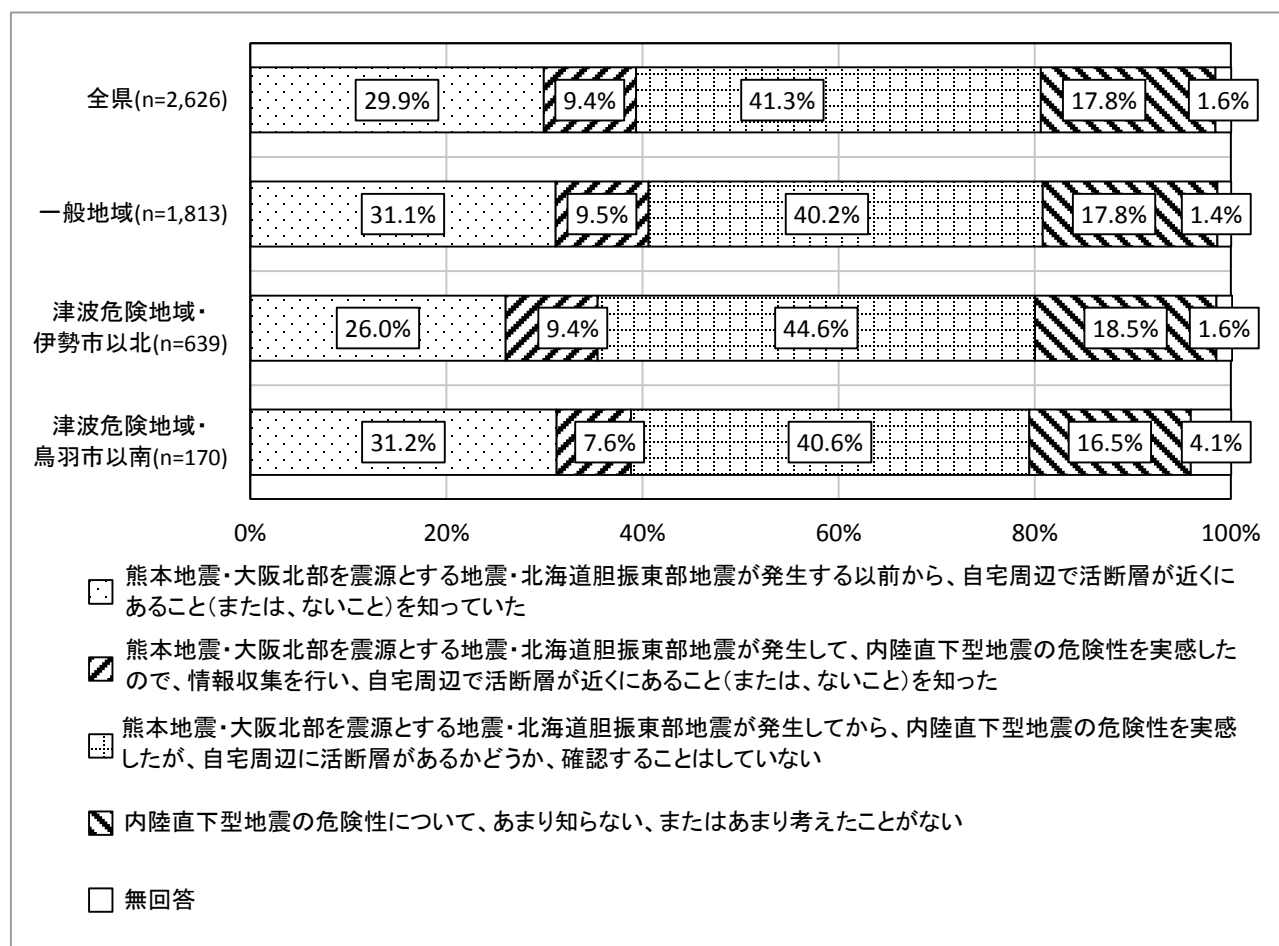 全県(n=2,626)
29.9%
9.4%
41.3%
17.8%
1.6%
一般地域(n=1,813)
31.1%
9.5%
40.2%
17.8%
1.4%
津波危険地域・
伊勢市以北(n=639)
26.0%
9.4%
44.6%
18.5%
1.6%
津波危険地域・
鳥羽市以南(n=170)
31.2%
7.6%
40.6%
16.5%
4.1%
0%
20%
40%
60%
80%
100%
熊本地震・大阪北部を震源とする地震・北海道胆振東部地震が発生する以前から、自宅周辺で活断層が近くに
あること(または、ないこと)を知っていた
熊本地震・大阪北部を震源とする地震・北海道胆振東部地震が発生して、内陸直下型地震の危険性を実感した
ので、情報収集を行い、自宅周辺で活断層が近くにあること(または、ないこと)を知った
熊本地震・大阪北部を震源とする地震・北海道胆振東部地震が発生してから、内陸直下型地震の危険性を実感
したが、自宅周辺に活断層があるかどうか、確認することはしていない
内陸直下型地震の危険性について、あまり知らない、またはあまり考えたことがない
無回答